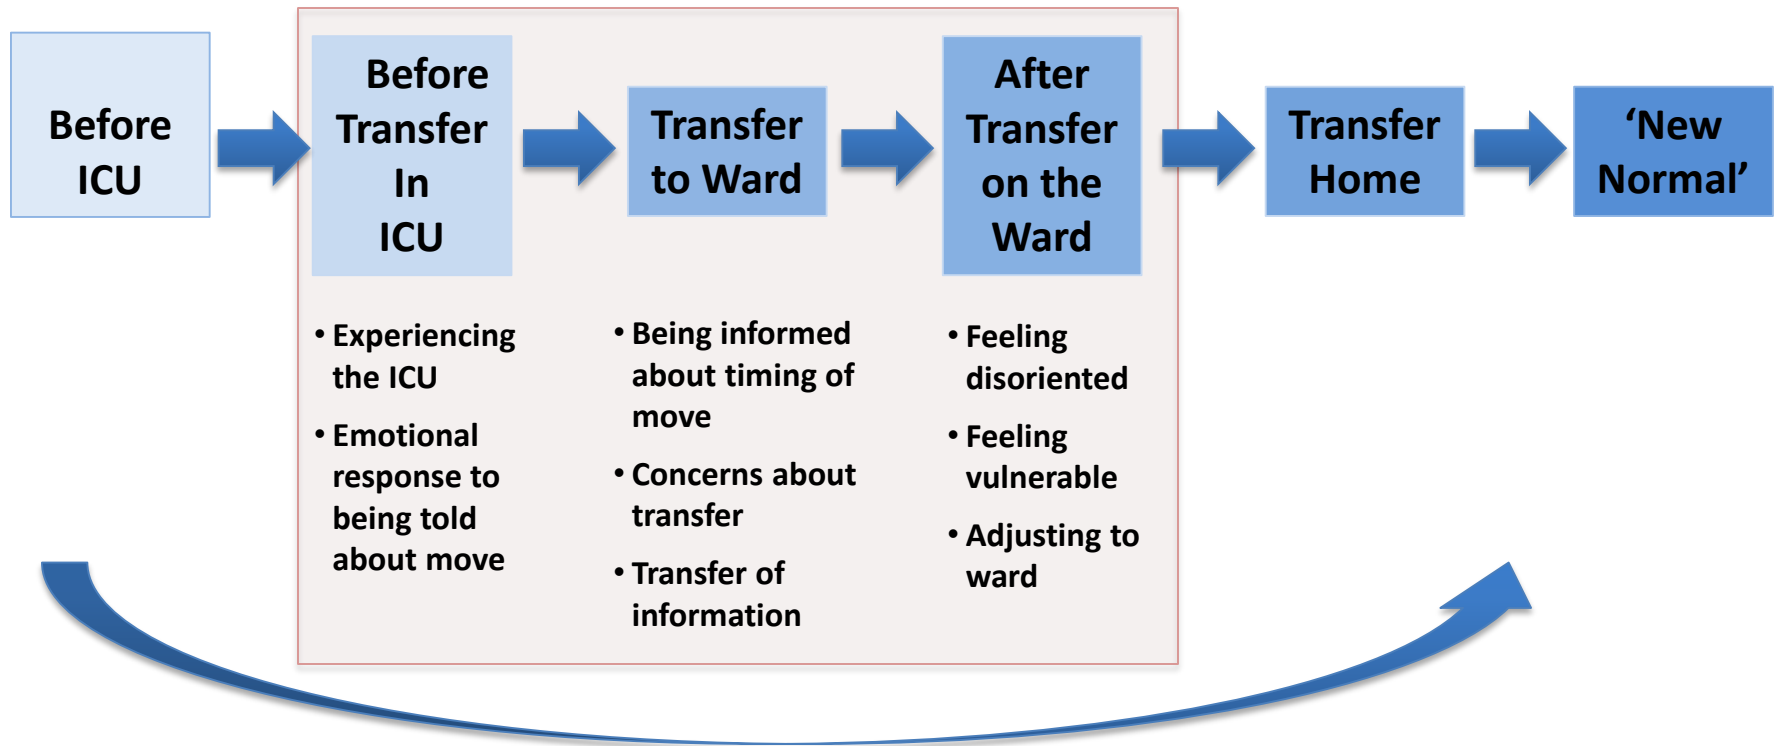 Before
ICU
Before
Transfer
In
ICU
Transfer
to Ward
After
Transfer
on the
Ward
Transfer
Home
‘New
Normal’
• Experiencing
the ICU
• Emotional
response to
being told
about move
• Being informed
about timing of
move
• Concerns about
transfer
• Transfer of
information
• Feeling
disoriented
• Feeling
vulnerable
• Adjusting to
ward